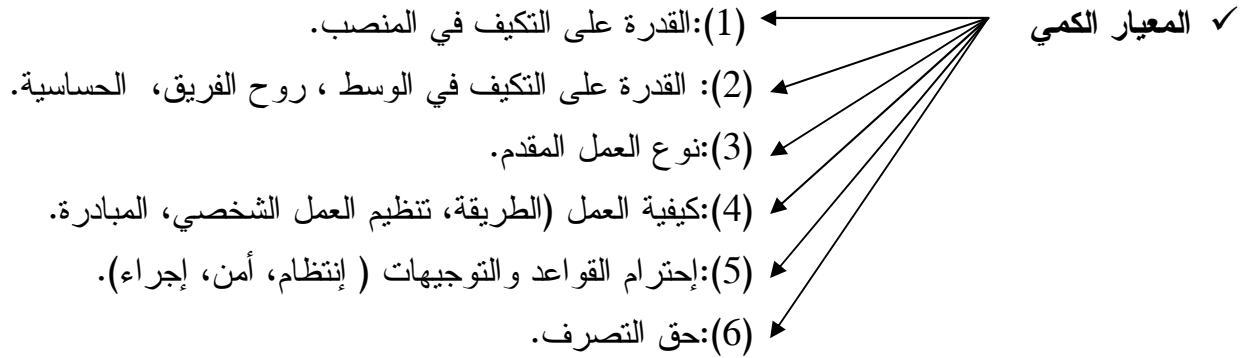 ✓ المعيار الكمي (1):القدرة على التكيف في المنصب.
(2): القدرة على التكيف في الوسط ، روح الفريق، الحساسية.
(3):نوع العمل المقدم.
(4):كيفية العمل (الطريقة، تنظيم العمل الشخصي، المبادرة.
(5):إحترام القواعد والتوجيهات ( إنتظام، أمن، إجراء).
(6):حق التصرف.